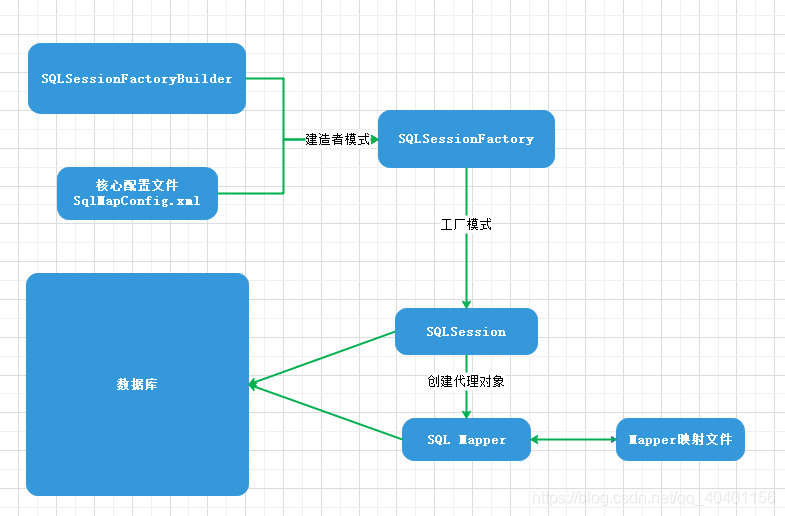 SQLSessionFactoryBuilder
建造者模式
SQLSessionFactory
核心配置文件
SqlMapConfig.xml
工厂模式
SQLSession
数据库
创建代理对象
SQL Mapper
Mapper映射文件
https://blog.csdn.net/qq_40401156